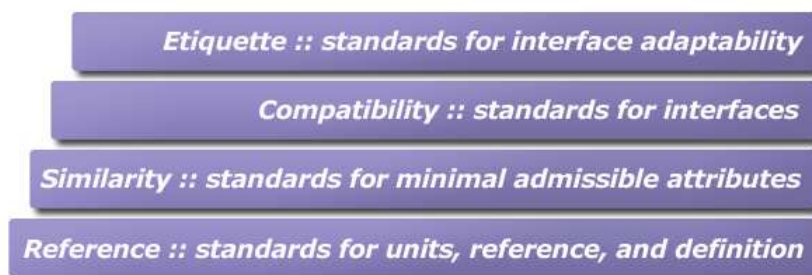 Etiquette :: standards for interface adaptability
Compatibility :: standards for interfaces
Similarity :: standards for minimal admissible attributes
Reference :: standards for units, reference, and definition